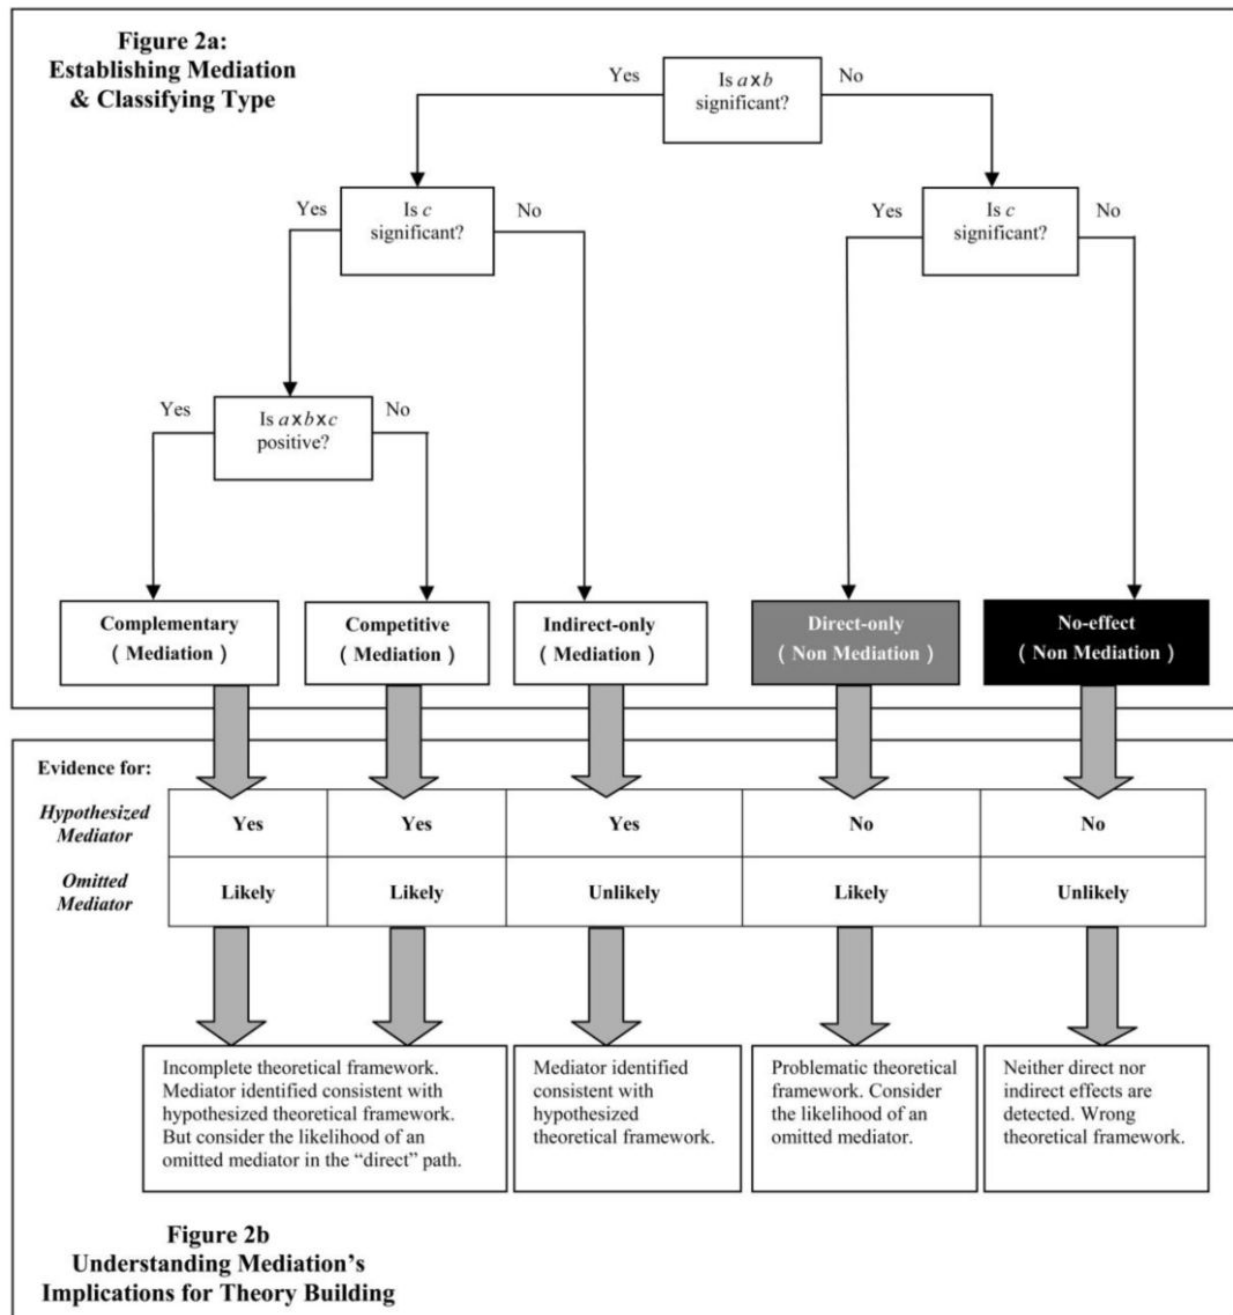 Figure 2a:
Establishing Mediation
& Classifying Type
Yes
Is a x b
significant?
No
Yes
Is c
significant?
No
Yes
Is c
significant?
No
Yes
Is a x b x c
positive?
No
Complementary
( Mediation )
Competitive
( Mediation )
Indirect-only
( Mediation )
Direct-only
( Non Mediation )
No-effect
( Non Mediation )
Evidence for:
Hypothesized
Mediator
Yes
Yes
Yes
No
No
Omitted
Mediator
Likely
Likely
Unlikely
Likely
Unlikely
Incomplete theoretical framework.
Mediator identified consistent with
hypothesized theoretical framework.
But consider the likelihood of an
omitted mediator in the “direct” path.
Mediator identified
consistent with
hypothesized
theoretical framework.
Problematic theoretical
framework. Consider
the likelihood of an
omitted mediator.
Neither direct nor
indirect effects are
detected. Wrong
theoretical framework.
Figure 2b
Understanding Mediation’s
Implications for Theory Building